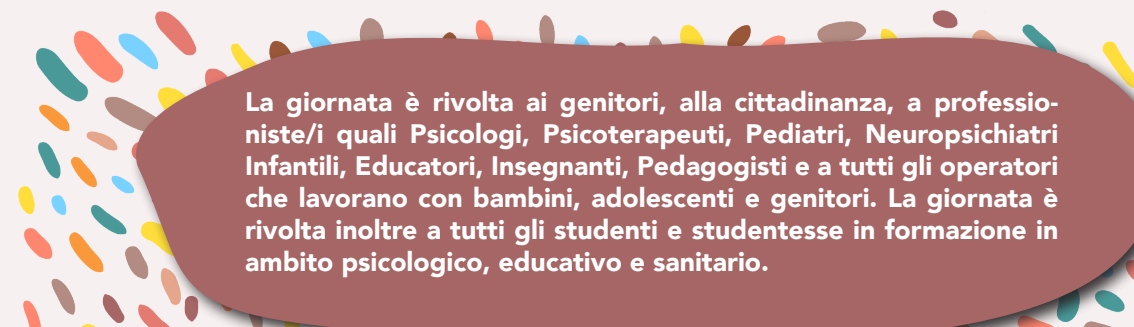 La giornata è rivolta ai genitori, alla cittadinanza, a professio-
niste/i quali Psicologi, Psicoterapeuti, Pediatri, Neuropsichiatri
Infantili, Educatori, Insegnanti, Pedagogisti e a tutti gli operatori
che lavorano con bambini, adolescenti e genitori. La giornata è
rivolta inoltre a tutti gli studenti e studentesse in formazione in
ambito psicologico, educativo e sanitario.